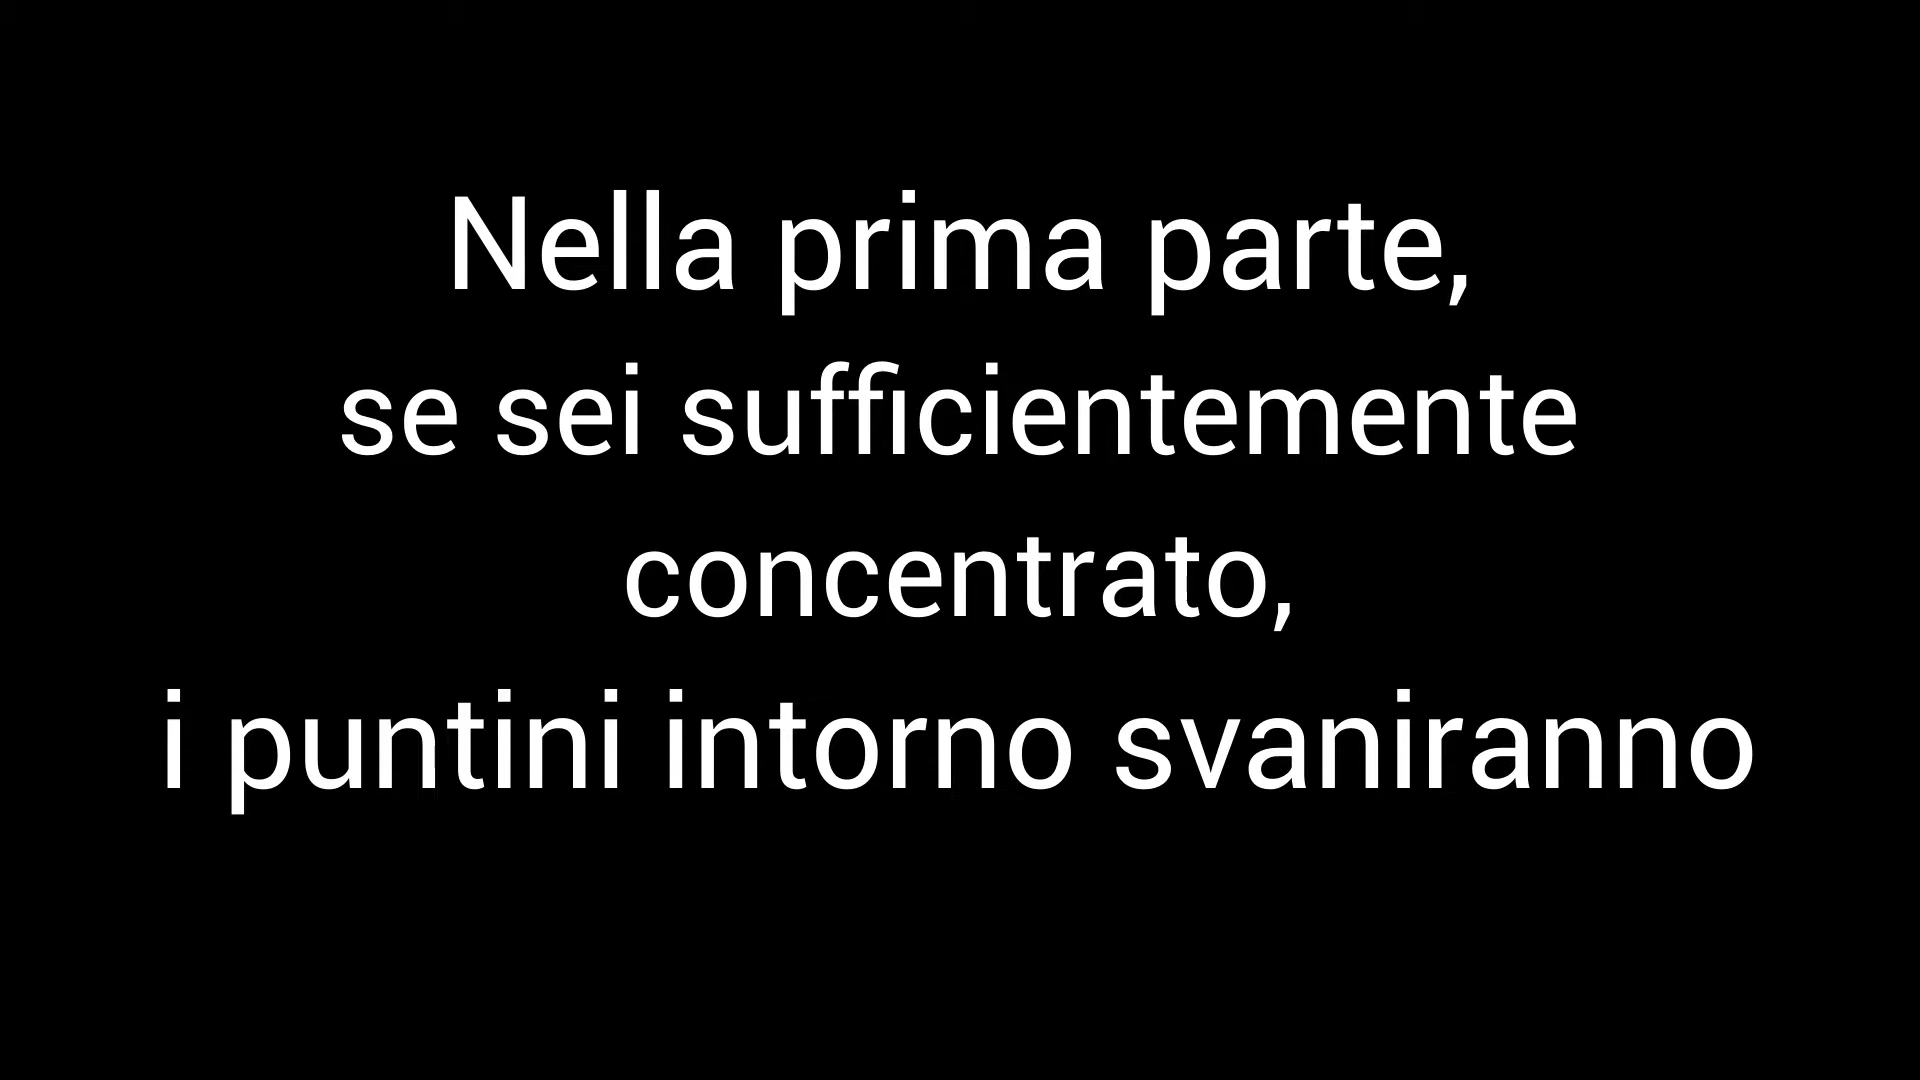 Nella prima parte,
se sei sufficientemente
concentrato,
i puntini intorno svaniranno